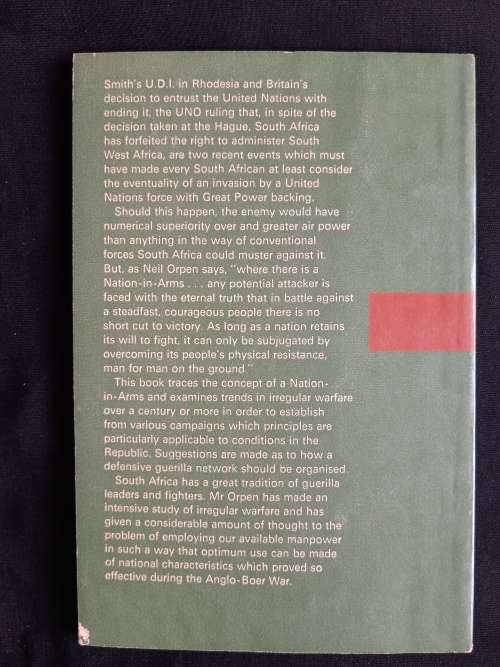 Smith's U.D.I. in Rhodesia and Britain's
decision to entrust the United Nations with
ending it; the UNO ruling that, in spite of the
decision taken at the Hague, South Africa
has forfeited the right to administer South
West Africa, are two recent events which must
have made every South African at least consider
the eventuality of an invasion by a United
Nations force with Great Power backing.
Should this happen, the enemy would have
numerical superiority over and greater air power
than anything in the way of conventional
forces South Africa could muster against it.
But, as Neil Orpen says, "where there is a
Nation-in-Arms . . . any potential attacker is
faced with the eternal truth that in battle against
a steadfast, courageous people there is no
short cut to victory. As long as a nation retains
its will to fight, it can only be subjugated by
overcoming its people's physical resistance,
man for man on the ground."
This book traces the concept of a Nation-
in-Arms and examines trends in irregular warfare
over a century or more in order to establish
from various campaigns which principles are
particularly applicable to conditions in the
Republic. Suggestions are made as to how a
defensive guerilla network should be organised.
South Africa has a great tradition of guerilla
leaders and fighters. Mr Orpen has made an
intensive study of irregular warfare and has
given a considerable amount of thought to the
problem of employing our available manpower
in such a way that optimum use can be made
of national characteristics which proved so
effective during the Anglo-Boer War.